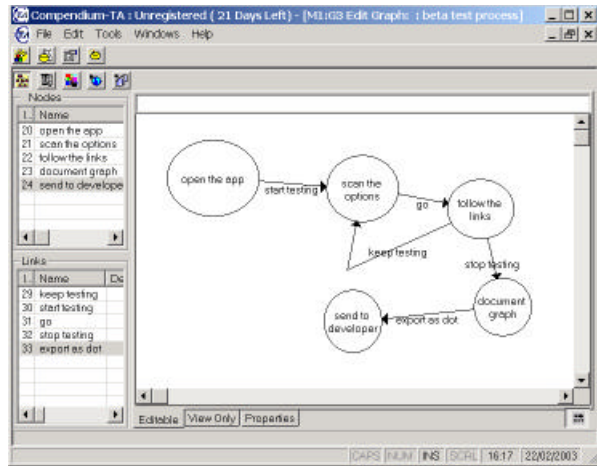 Compendium-TA : Unregistered ( 21 Days Left) - [M1:G3 Edit Graph: : beta test process]
File Edit Tools Windows Help
Nodes
1.. Name
20 open the app
21 scan the options
22 follow the links
23 document graph
24 send to develope
Links
1.. Name De
29 keep testing
30 start testing
31 go
32 stop testing
33 export as dot
open the app
start testing
scan the
options
go
follow the
links
keep testing
stop testing
document
graph
export as dot
send to
developer
Editable View Only Properties
CAPS NUM INS SCRL 16:17 22/02/2003